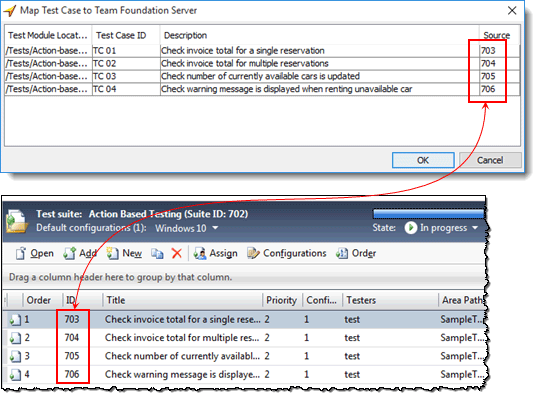 Map Test Case to Team Foundation Server
Test Module Locat... Test Case ID Description Source
/Tests/Action-base... TC 01 Check invoice total for a single reservation 703
/Tests/Action-base... TC 02 Check invoice total for multiple reservations 704
/Tests/Action-base... TC 03 Check number of currently available cars is updated 705
/Tests/Action-base... TC 04 Check warning message is displayed when renting unavailable car 706
OK Cancel
Test suite: Action Based Testing (Suite ID: 702)
Default configurations (1): Windows 10 State: In progress
Open Add New Assign Configurations Order
Drag a column header here to group by that column.
Order ID Title Priority Confi... Testers Area Path
1 703 Check invoice total for a single rese... 2 1 test SampleT...
2 704 Check invoice total for multiple res... 2 1 test SampleT...
3 705 Check number of currently availabl... 2 1 test SampleT...
4 706 Check warning message is displaye... 2 1 test SampleT...